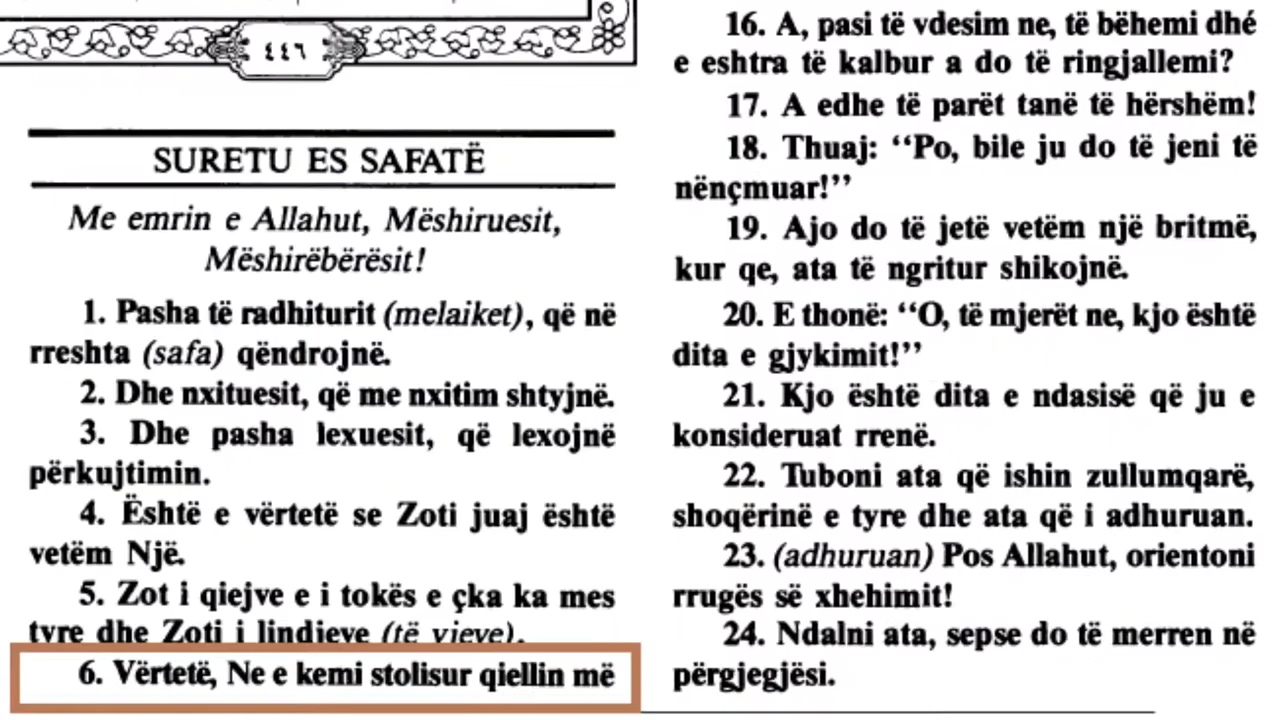 ٤٤٦
SURETU ES SAFATË
Me emrin e Allahut, Mëshiruesit,
Mëshirëbërësit!
1. Pasha të radhiturit (melaiket), që në
rreshta (safa) qëndrojnë.
2. Dhe nxituesit, që me nxitim shtyjnë.
3. Dhe pasha lexuesit, që lexojnë
përkujtimin.
4. Është e vërtetë se Zoti juaj është
vetëm Një.
5. Zot i qiejve e i tokës e çka ka mes
tyre dhe Zoti i lindjeve (të yjeve).
6. Vërtetë, Ne e kemi stolisur qiellin më
16. A, pasi të vdesim ne, të bëhemi dhé
e eshtra të kalbur a do të ringjallemi?
17. A edhe të parët tanë të hërshëm!
18. Thuaj: “Po, bile ju do të jeni të
nënçmuar!”
19. Ajo do të jetë vetëm një britmë,
kur qe, ata të ngritur shikojnë.
20. E thonë: “O, të mjerët ne, kjo është
dita e gjykimit!”
21. Kjo është dita e ndasisë që ju e
konsideruat rrenë.
22. Tuboni ata që ishin zullumqarë,
shoqërinë e tyre dhe ata që i adhuruan.
23. (adhuruan) Pos Allahut, orientoni
rrugës së xhehimit!
24. Ndalni ata, sepse do të merren në
përgjegjësi.